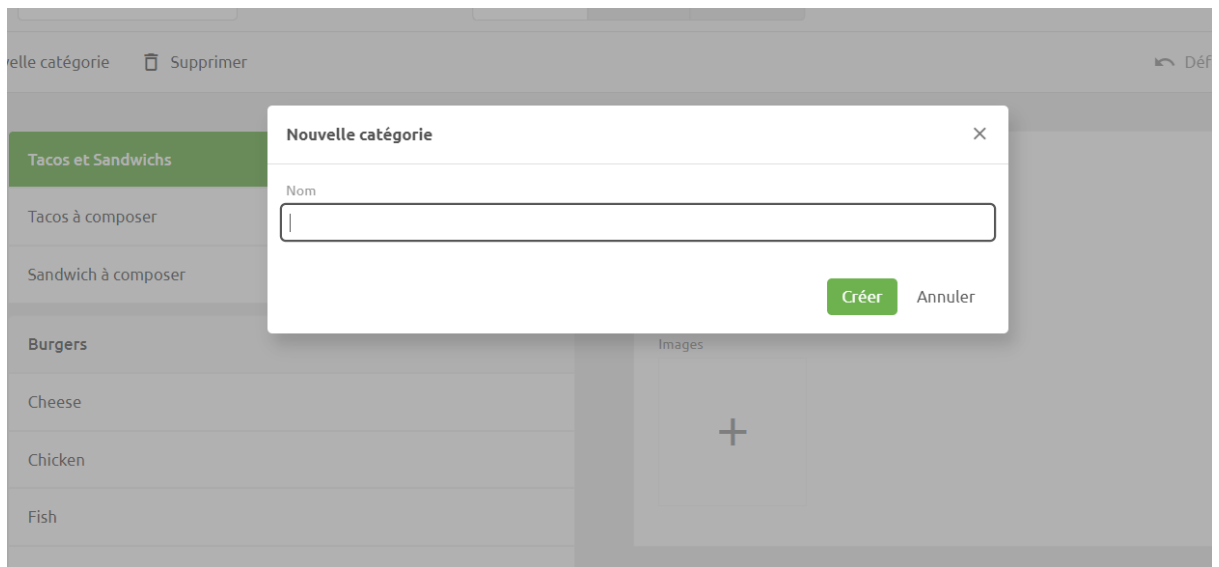 elle catégorie
Supprimer
Déf
Nouvelle catégorie
Tacos et Sandwichs
Nom
Tacos à composer
Sandwich à composer
Créer
Annuler
Burgers
Images
Cheese
Chicken
Fish